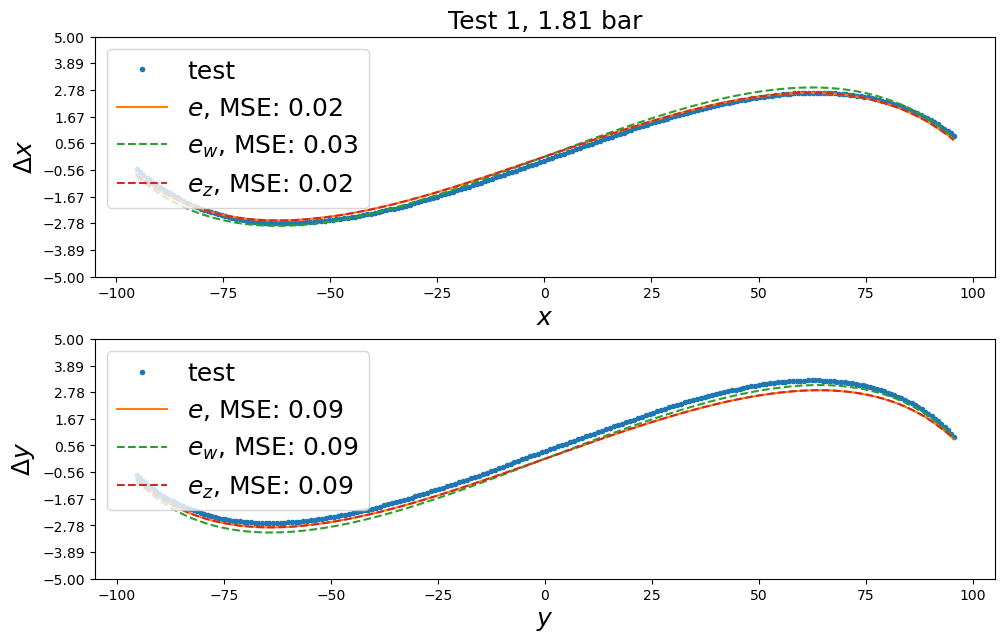 Test 1, 1.81 bar
5.00
3.89
2.78
1.67
0.56
−0.56
−1.67
−2.78
−3.89
−5.00
Δx
test
e, MSE: 0.02
e_w, MSE: 0.03
e_z, MSE: 0.02
−100 −75 −50 −25 0 25 50 75 100
x
5.00
3.89
2.78
1.67
0.56
−0.56
−1.67
−2.78
−3.89
−5.00
Δy
test
e, MSE: 0.09
e_w, MSE: 0.09
e_z, MSE: 0.09
−100 −75 −50 −25 0 25 50 75 100
y